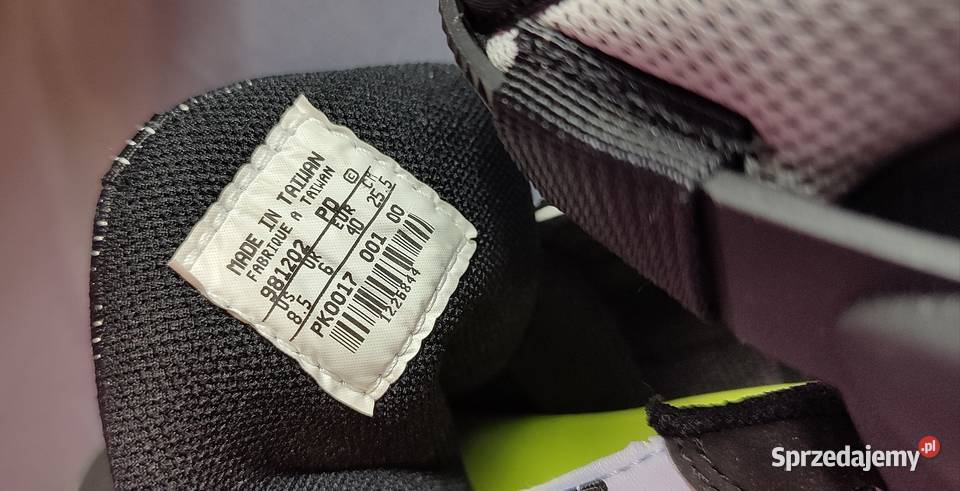 MADE IN TAIWAN
FABRIQUE A TAIWAN
981202 PD ©
US UK EUR CM
8.5 6 40 25.5
PK0017 001 00
1226844
Sprzedajemy.pl